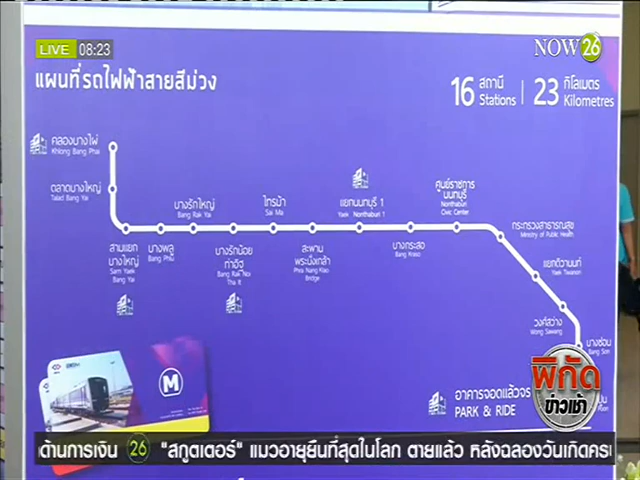 LIVE 08:23
NOW26
แผนที่รถไฟฟ้าสายสีม่วง
16 สถานี Stations | 23 กิโลเมตร Kilometres
คลองบางไผ่
Khlong Bang Phai
ตลาดบางใหญ่
Talad Bang Yai
สามแยก
บางใหญ่
Sam Yaek
Bang Yai
บางพลู
Bang Phlu
บางรักใหญ่
Bang Rak Yai
บางรักน้อย
ท่าอิฐ
Bang Rak Noi
Tha It
ไทรม้า
Sai Ma
สะพาน
พระนั่งเกล้า
Phra Nang Klao
Bridge
แยกนนทบุรี 1
Yaek Nonthaburi 1
บางกระสอ
Bang Kraso
ศูนย์ราชการ
นนทบุรี
Nonthaburi
Civic Center
กระทรวงสาธารณสุข
Ministry of Public Health
แยกติวานนท์
Yaek Tiwanon
วงศ์สว่าง
Wong Sawang
บางซ่อน
Bang Son
อาคารจอดแล้วจร
PARK & RIDE
M
พิกัด
ข่าวเช้า
ด้านการเงิน 26 "สกูตเตอร์" แมวอายุยืนที่สุดในโลก ตายแล้ว หลังฉลองวันเกิดคร